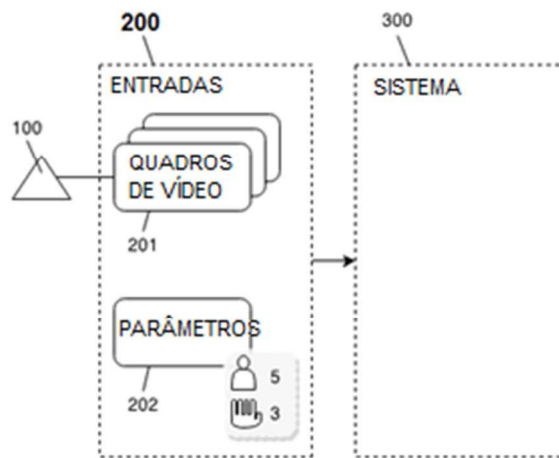 200
300
ENTRADAS
SISTEMA
100
QUADROS
DE VÍDEO
201
PARÂMETROS
202
5
3